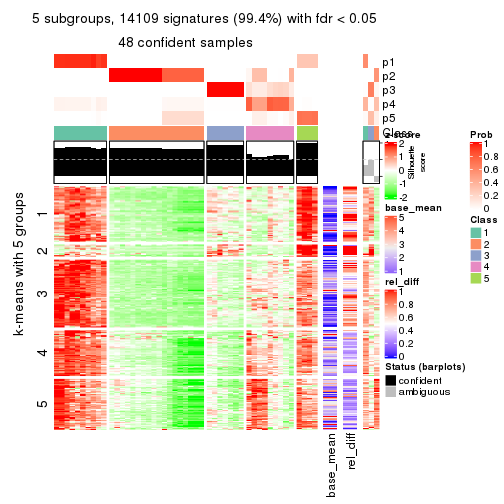 5 subgroups, 14109 signatures (99.4%) with fdr < 0.05
48 confident samples
p1
p2
p3
p4
p5
Class
Silhouette
score
z-score
2
1
0
-1
-2
base_mean
5
4
3
2
1
rel_diff
1
0.8
0.6
0.4
0.2
0
Status (barplots)
confident
ambiguous
Prob
1
0.8
0.6
0.4
0.2
0
Class
1
2
3
4
5
k-means with 5 groups
1
2
3
4
5
base_mean
rel_diff